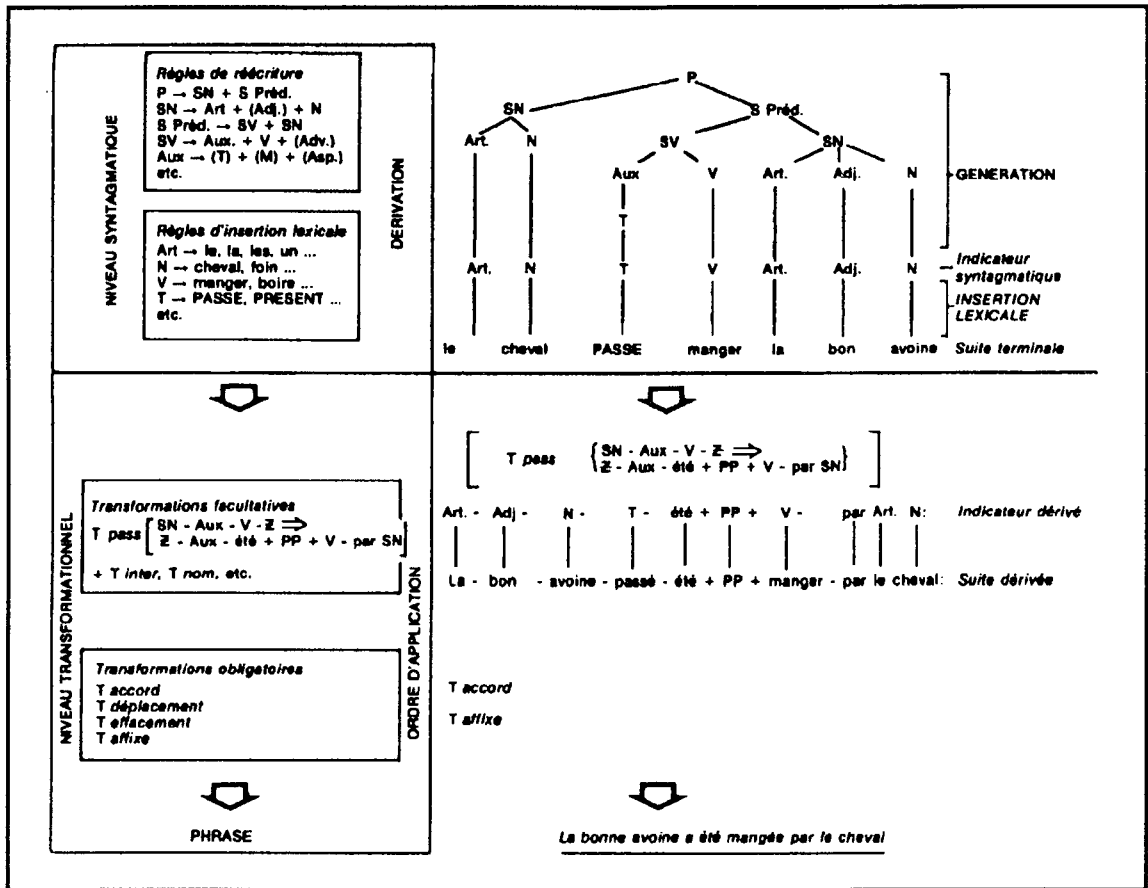 NIVEAU SYNTAGMATIQUE
Règles de réécriture
P → SN + S Préd.
SN → Art + (Adj.) + N
S Préd. → SV + SN
SV → Aux. + V + (Adv.)
Aux → (T) + (M) + (Asp.)
etc.
Règles d'insertion lexicale
Art → le, la, les, un ...
N → cheval, foin ...
V → manger, boire ...
T → PASSE, PRESENT ...
etc.
DERIVATION
P
SN S Préd.
Art. N SV SN
Aux V Art. Adj. N
GENERATION
T
Art. N T V Art. Adj. N Indicateur
syntagmatique
INSERTION
LEXICALE
le cheval PASSE manger la bon avoine Suite terminale
NIVEAU TRANSFORMATIONNEL
Transformations facultatives
T pass [SN - Aux - V - Z ⇒
Z - Aux - été + PP + V - par SN]
+ T inter, T nom, etc.
Transformations obligatoires
T accord
T déplacement
T effacement
T affixe
ORDRE D'APPLICATION
PHRASE
[T pass {SN - Aux - V - Z ⇒
Z - Aux - été + PP + V - par SN}]
Art. - Adj - N - T - été + PP + V - par Art. N: Indicateur dérivé
La - bon - avoine - passé - été + PP + manger - par le cheval: Suite dérivée
T accord
T affixe
La bonne avoine a été mangée par le cheval